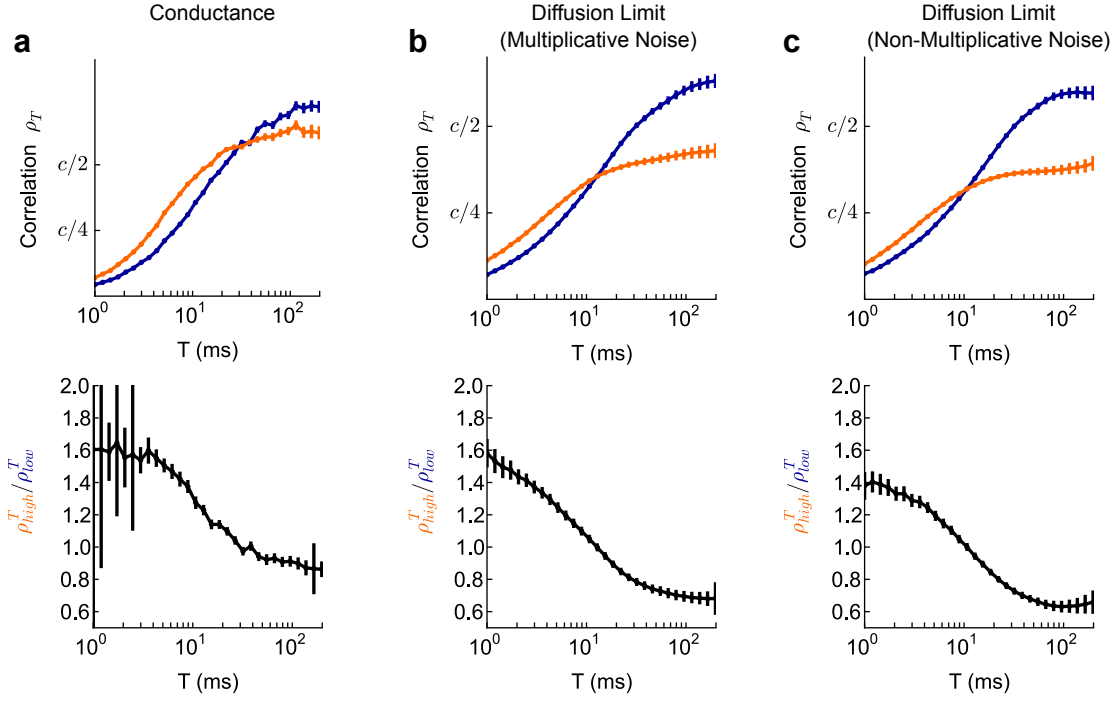 Conductance
Diffusion Limit
(Multiplicative Noise)
Diffusion Limit
(Non-Multiplicative Noise)
a
b
c
Correlation ρ_T
c/2
c/4
10^0
10^1
10^2
T (ms)
Correlation ρ_T
c/2
c/4
10^0
10^1
10^2
T (ms)
Correlation ρ_T
c/2
c/4
10^0
10^1
10^2
T (ms)
ρ^T_high/ρ^T_low
2.0
1.8
1.6
1.4
1.2
1.0
0.8
0.6
10^0
10^1
10^2
T (ms)
ρ^T_high/ρ^T_low
2.0
1.8
1.6
1.4
1.2
1.0
0.8
0.6
10^0
10^1
10^2
T (ms)
ρ^T_high/ρ^T_low
2.0
1.8
1.6
1.4
1.2
1.0
0.8
0.6
10^0
10^1
10^2
T (ms)